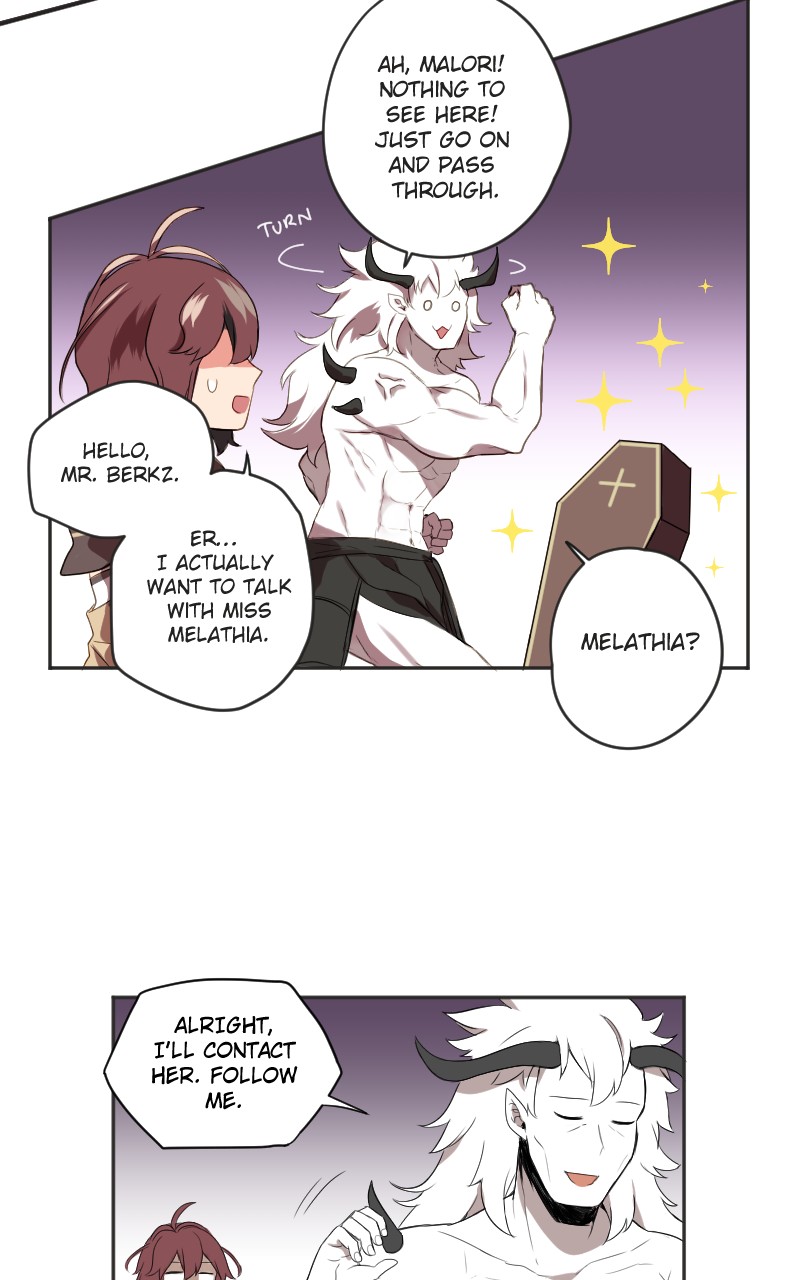 AH, MALORI!
NOTHING TO
SEE HERE!
JUST GO ON
AND PASS
THROUGH.
TURN
HELLO,
MR. BERKZ.
ER...
I ACTUALLY
WANT TO TALK
WITH MISS
MELATHIA.
MELATHIA?
ALRIGHT,
I'LL CONTACT
HER. FOLLOW
ME.